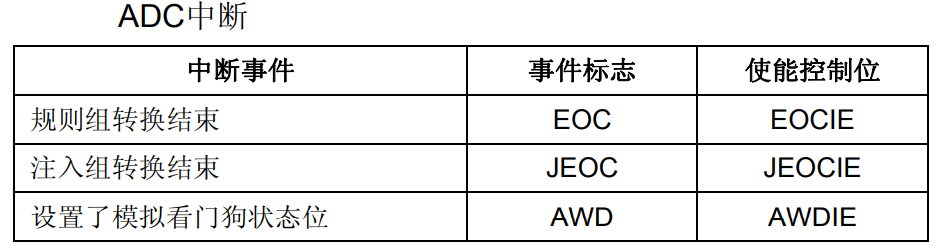 ADC中断
中断事件 事件标志 使能控制位
规则组转换结束 EOC EOCIE
注入组转换结束 JEOC JEOCIE
设置了模拟看门狗状态位 AWD AWDIE